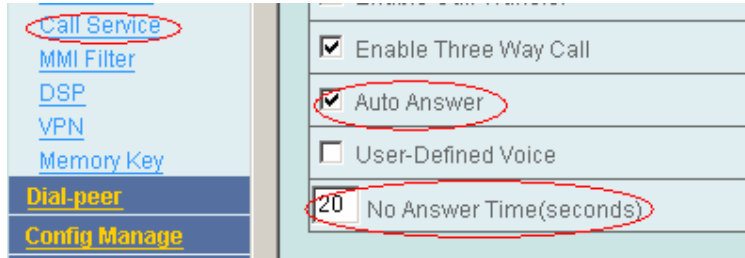 Call Service
MMI Filter
DSP
VPN
Memory Key
Dial-peer
Config Manage
Enable Three Way Call
Auto Answer
User-Defined Voice
20 No Answer Time(seconds)